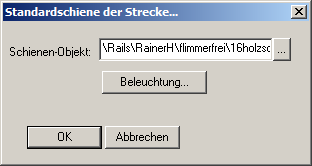 Standardschiene der Strecke...
Schienen-Objekt: \Rails\RainerH\flimmerfrei\16holzsc ...
Beleuchtung...
OK Abbrechen